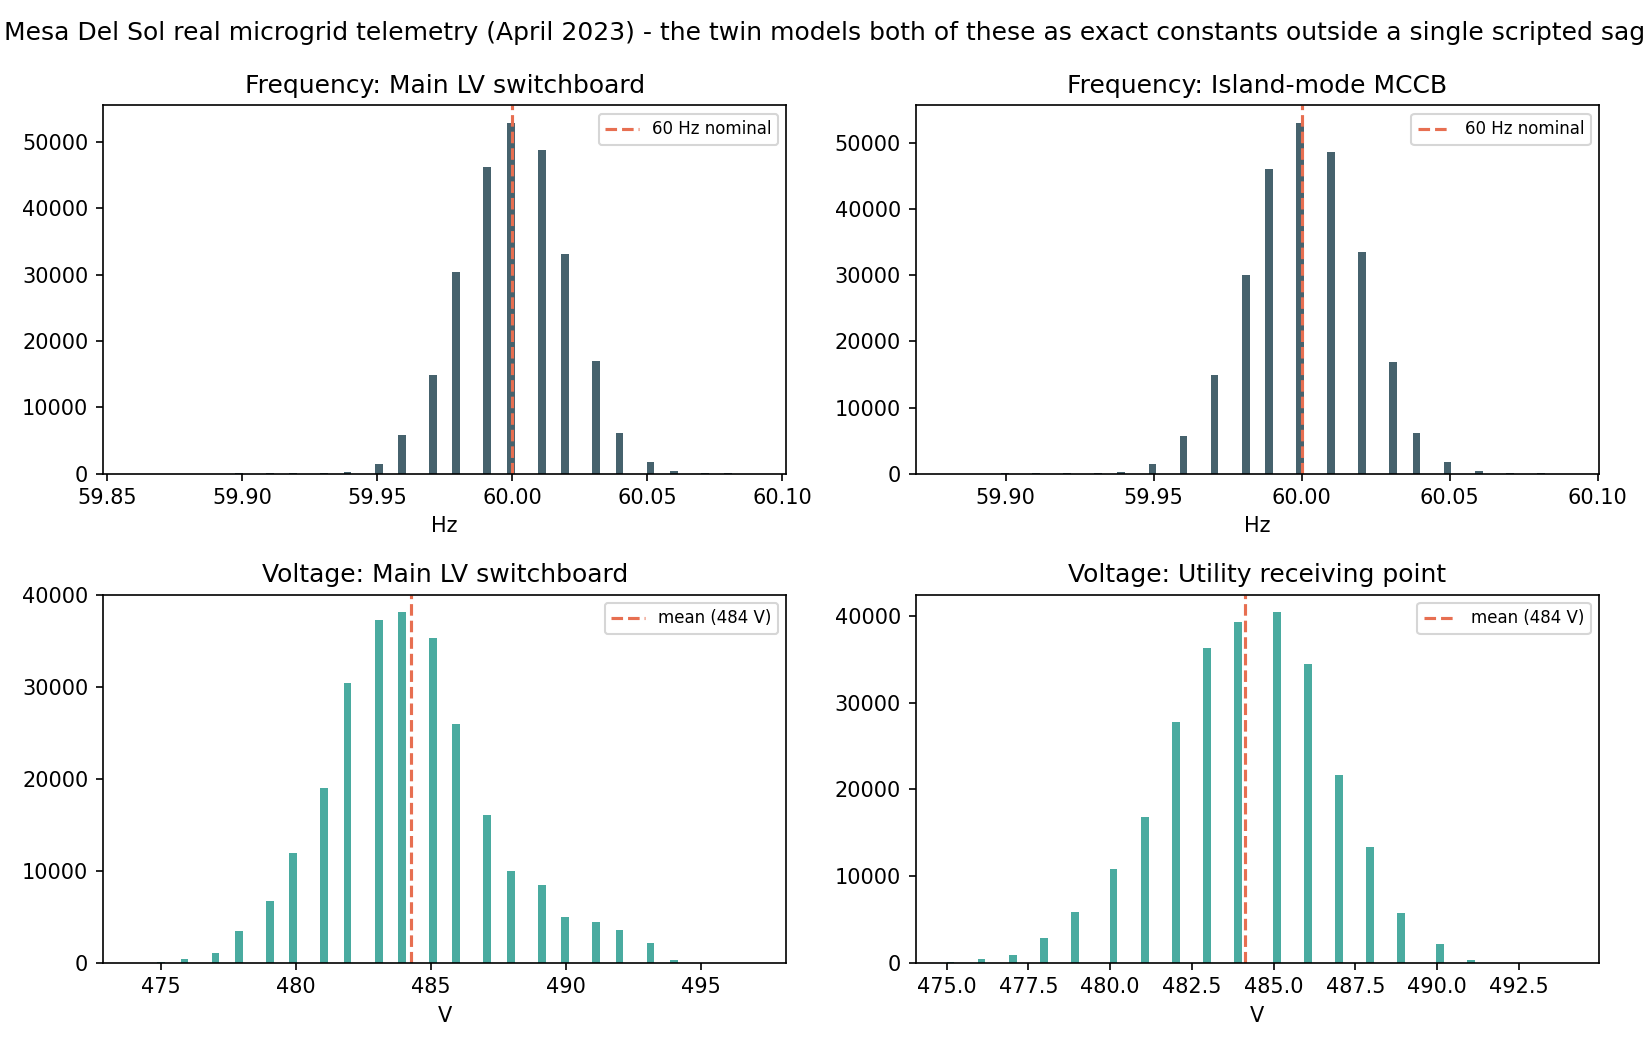 Mesa Del Sol real microgrid telemetry (April 2023) - the twin models both of these as exact constants outside a single scripted sag
Frequency: Main LV switchboard
60 Hz nominal
50000
40000
30000
20000
10000
0
59.85 59.90 59.95 60.00 60.05 60.10
Hz
Frequency: Island-mode MCCB
60 Hz nominal
50000
40000
30000
20000
10000
0
59.90 59.95 60.00 60.05 60.10
Hz
Voltage: Main LV switchboard
mean (484 V)
40000
30000
20000
10000
0
475 480 485 490 495
V
Voltage: Utility receiving point
mean (484 V)
40000
30000
20000
10000
0
475.0 477.5 480.0 482.5 485.0 487.5 490.0 492.5
V